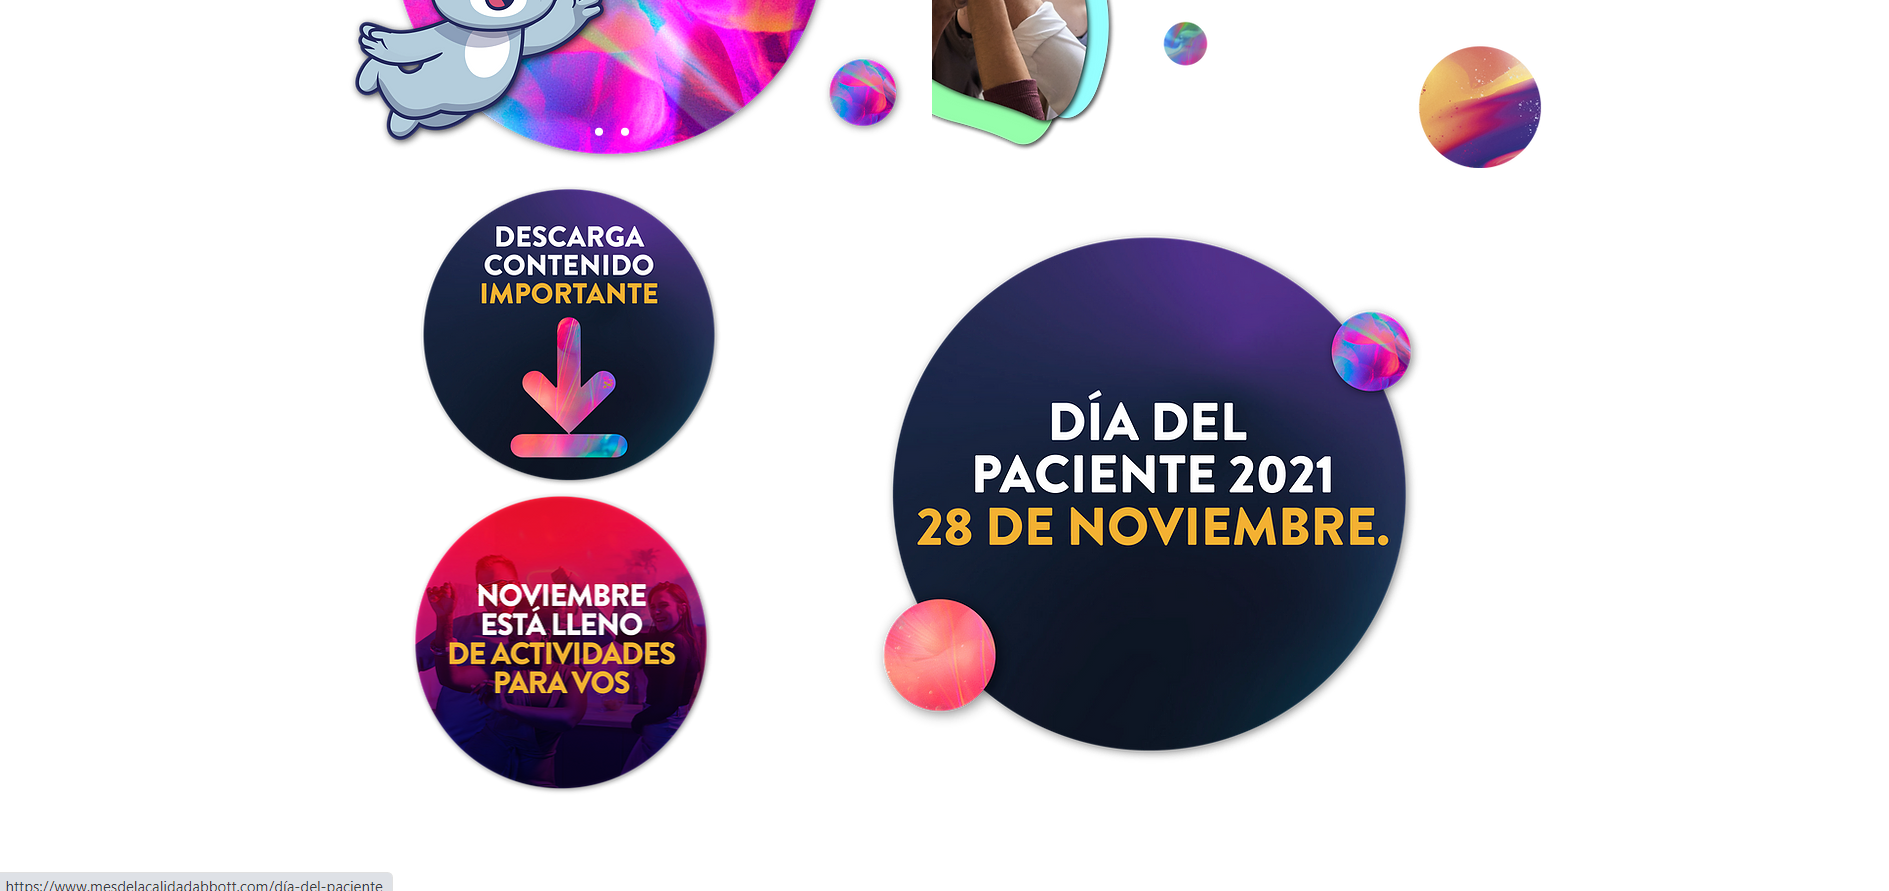 DESCARGA
CONTENIDO
IMPORTANTE
NOVIEMBRE
ESTÁ LLENO
DE ACTIVIDADES
PARA VOS
DÍA DEL
PACIENTE 2021
28 DE NOVIEMBRE.
https://www.mesdelacalidadabbott.com/día-del-paciente